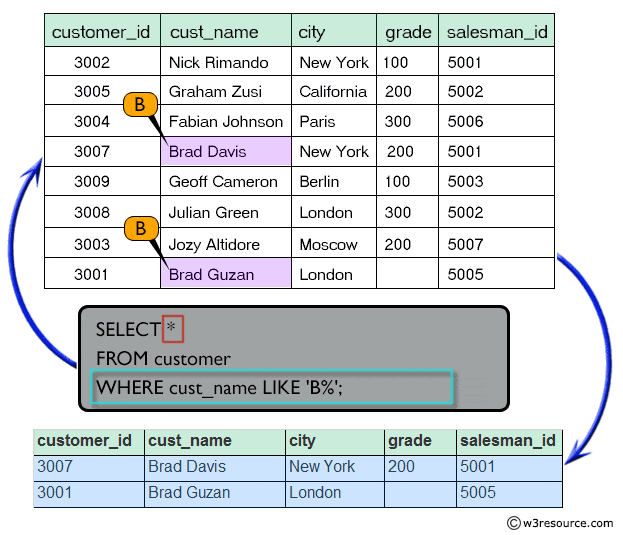 customer_id cust_name city grade salesman_id
3002 Nick Rimando New York 100 5001
3005 Graham Zusi California 200 5002
B
3004 Fabian Johnson Paris 300 5006
3007 Brad Davis New York 200 5001
3009 Geoff Cameron Berlin 100 5003
3008 Julian Green London 300 5002
B
3003 Jozy Altidore Moscow 200 5007
3001 Brad Guzan London 5005
SELECT *
FROM customer
WHERE cust_name LIKE 'B%';
customer_id cust_name city grade salesman_id
3007 Brad Davis New York 200 5001
3001 Brad Guzan London 5005
© w3resource.com